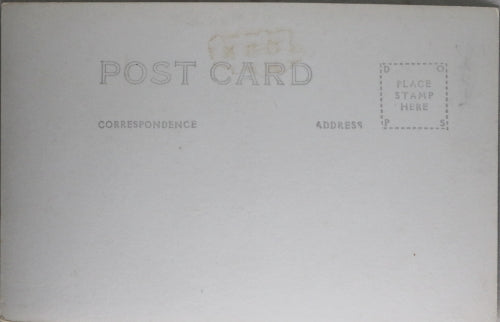 POST CARD
CORRESPONDENCE ADDRESS
D O
PLACE
STAMP
HERE
P S